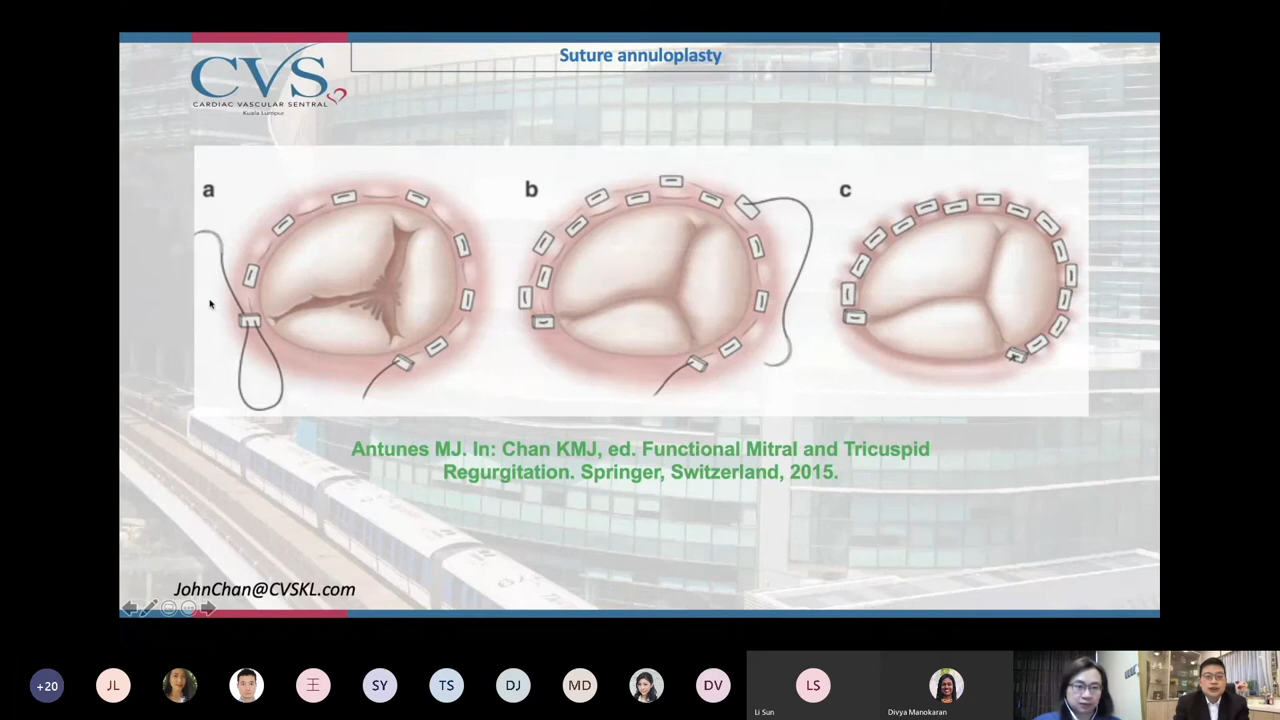 Suture annuloplasty
CVS
CARDIAC VASCULAR SENTRAL
Kuala Lumpur
a
b
c
Antunes MJ. In: Chan KMJ, ed. Functional Mitral and Tricuspid
Regurgitation. Springer, Switzerland, 2015.
JohnChan@CVSKL.com
+20
JL
王
SY
TS
DJ
MD
DV
LS
Li Sun
Divya Manokaran